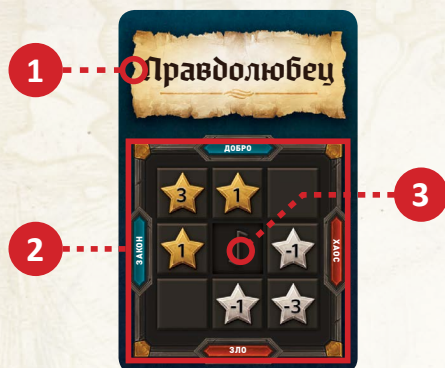 1
Правдолюбец
ДОБРО
3 1
3
2
ЗАКОН
1 -1
ХАОС
-1 -3
ЗЛО